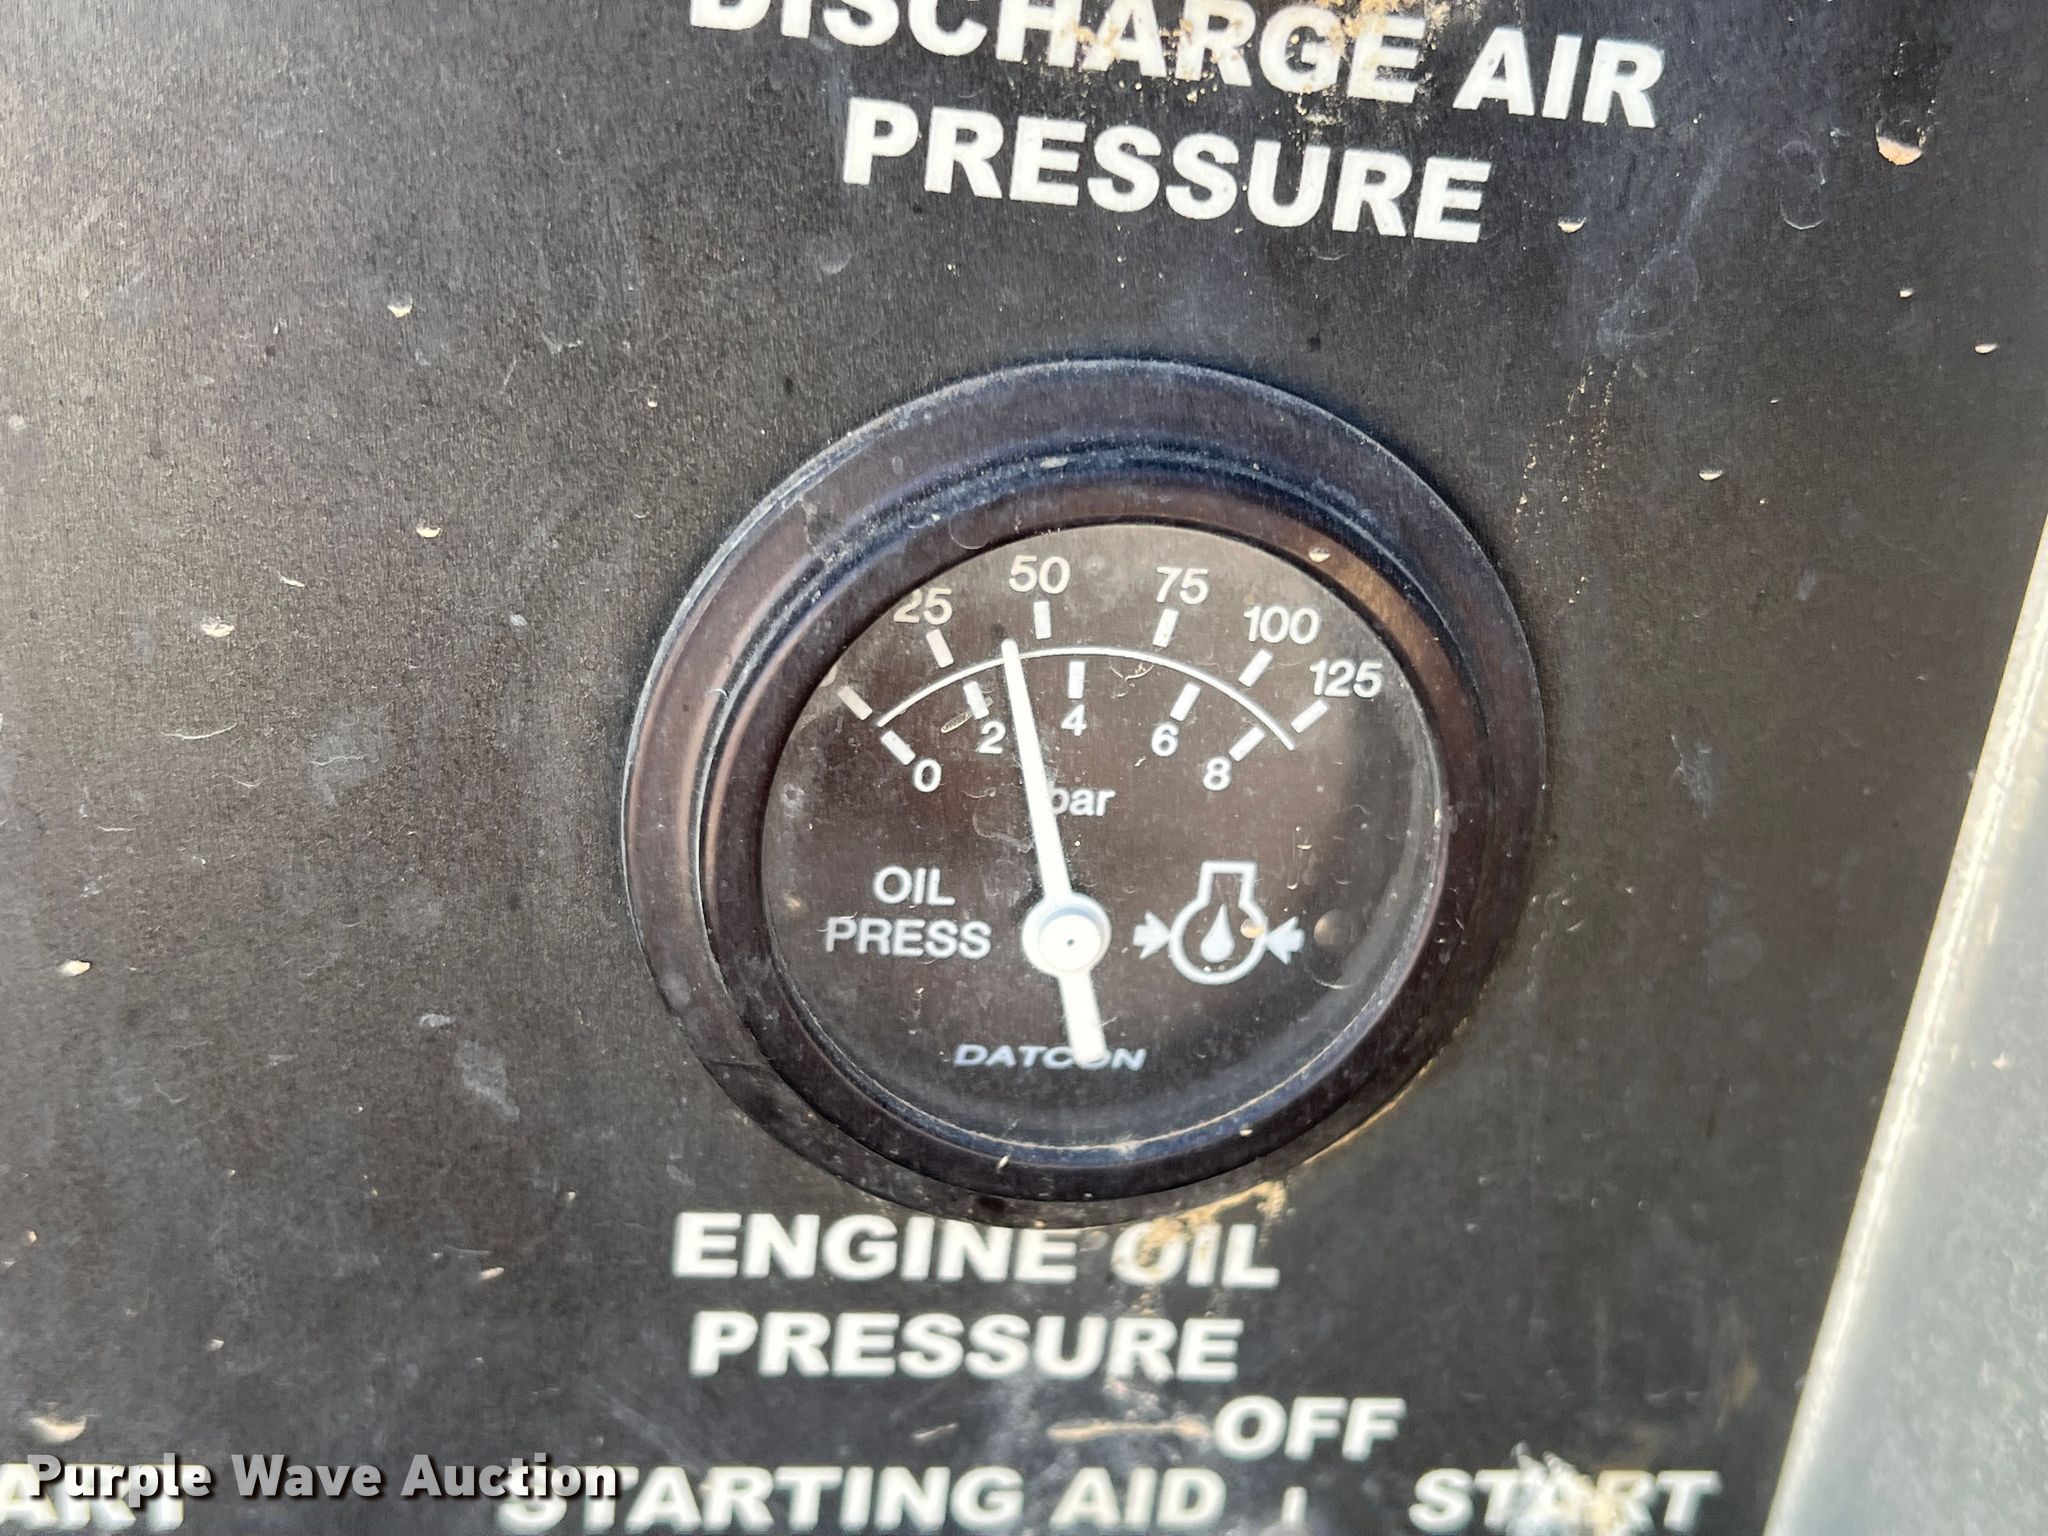 DISCHARGE AIR
PRESSURE
25 50 75 100 125
0 2 4 6 8
bar
OIL
PRESS
DATCON
ENGINE OIL
PRESSURE
OFF
ART STARTING AID START
Purple Wave Auction